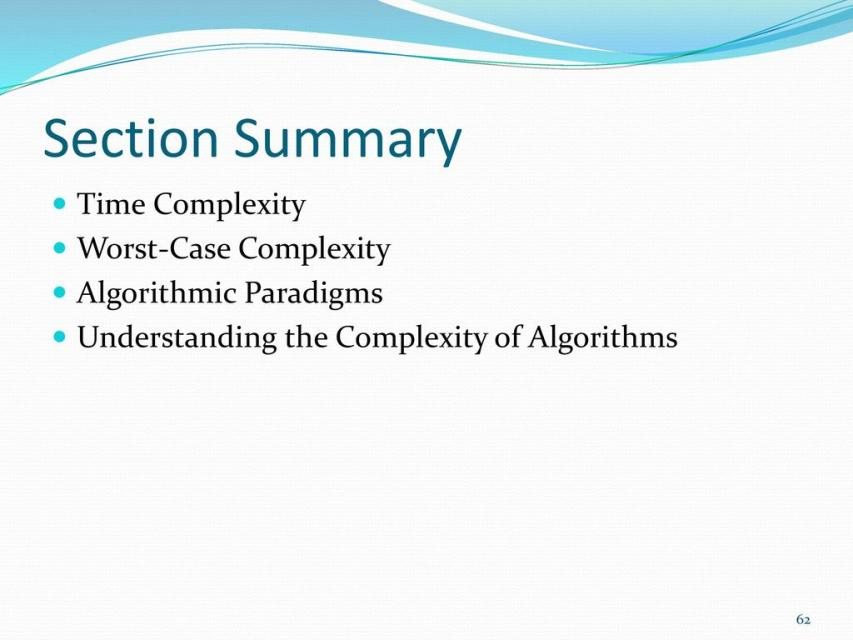 Section Summary
Time Complexity
Worst-Case Complexity
Algorithmic Paradigms
Understanding the Complexity of Algorithms
62